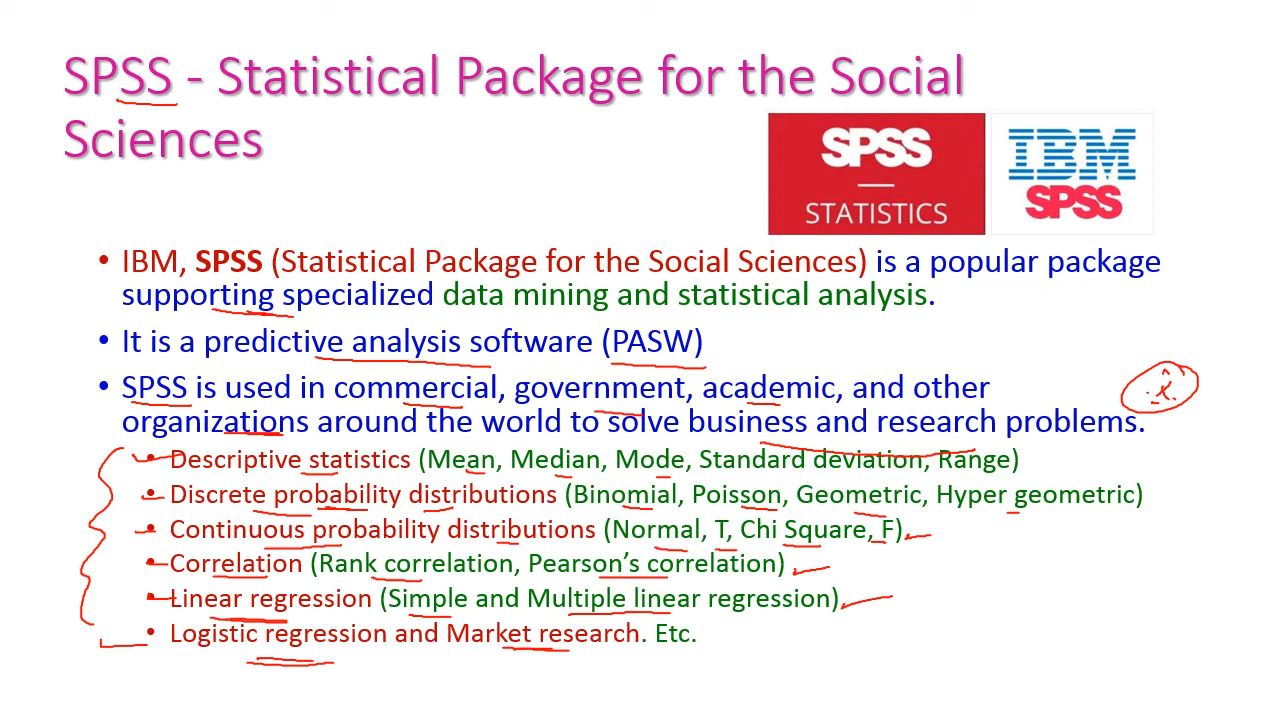 SPSS - Statistical Package for the Social
Sciences
SPSS
STATISTICS
IBM
SPSS
• IBM, SPSS (Statistical Package for the Social Sciences) is a popular package
supporting specialized data mining and statistical analysis.
• It is a predictive analysis software (PASW)
• SPSS is used in commercial, government, academic, and other
organizations around the world to solve business and research problems.
• Descriptive statistics (Mean, Median, Mode, Standard deviation, Range)
• Discrete probability distributions (Binomial, Poisson, Geometric, Hyper geometric)
• Continuous probability distributions (Normal, T, Chi Square, F)
• Correlation (Rank correlation, Pearson’s correlation)
• Linear regression (Simple and Multiple linear regression)
• Logistic regression and Market research. Etc.